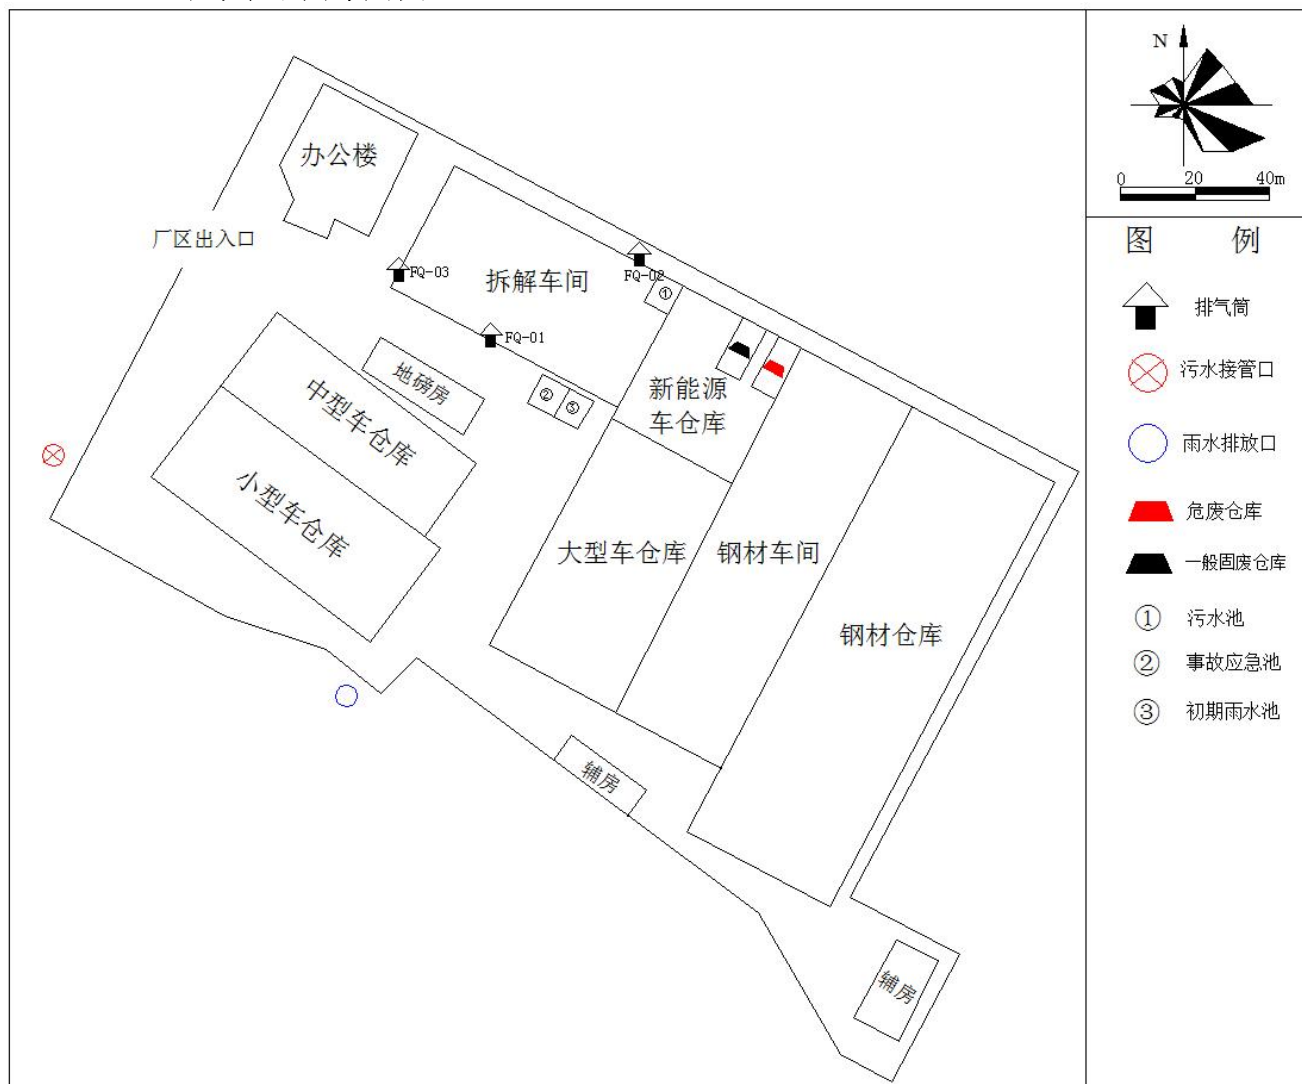 N
0 20 40m
图 例
排气筒
污水接管口
雨水排放口
危废仓库
一般固废仓库
① 污水池
② 事故应急池
③ 初期雨水池
办公楼
厂区出入口
FQ-03
拆解车间
FQ-02
①
FQ-01
地磅房
②
③
新能源
车仓库
中型车仓库
小型车仓库
大型车仓库
钢材车间
钢材仓库
辅房
辅房